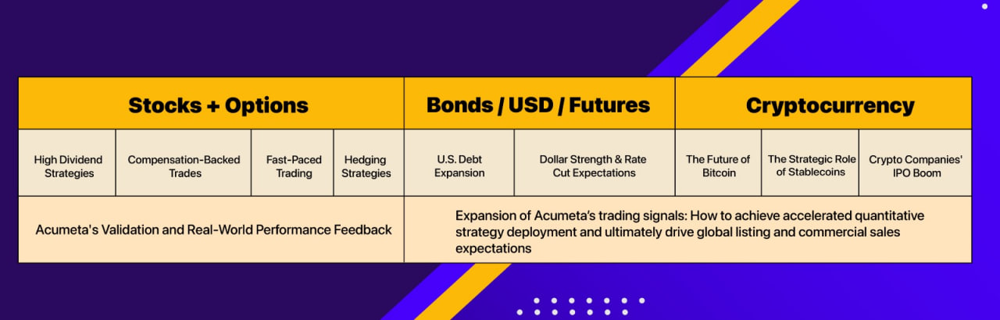 Stocks + Options
Bonds / USD / Futures
Cryptocurrency
High Dividend
Strategies
Compensation-Backed
Trades
Fast-Paced
Trading
Hedging
Strategies
U.S. Debt
Expansion
Dollar Strength & Rate
Cut Expectations
The Future of
Bitcoin
The Strategic Role
of Stablecoins
Crypto Companies'
IPO Boom
Acumeta's Validation and Real-World Performance Feedback
Expansion of Acumeta’s trading signals: How to achieve accelerated quantitative
strategy deployment and ultimately drive global listing and commercial sales
expectations